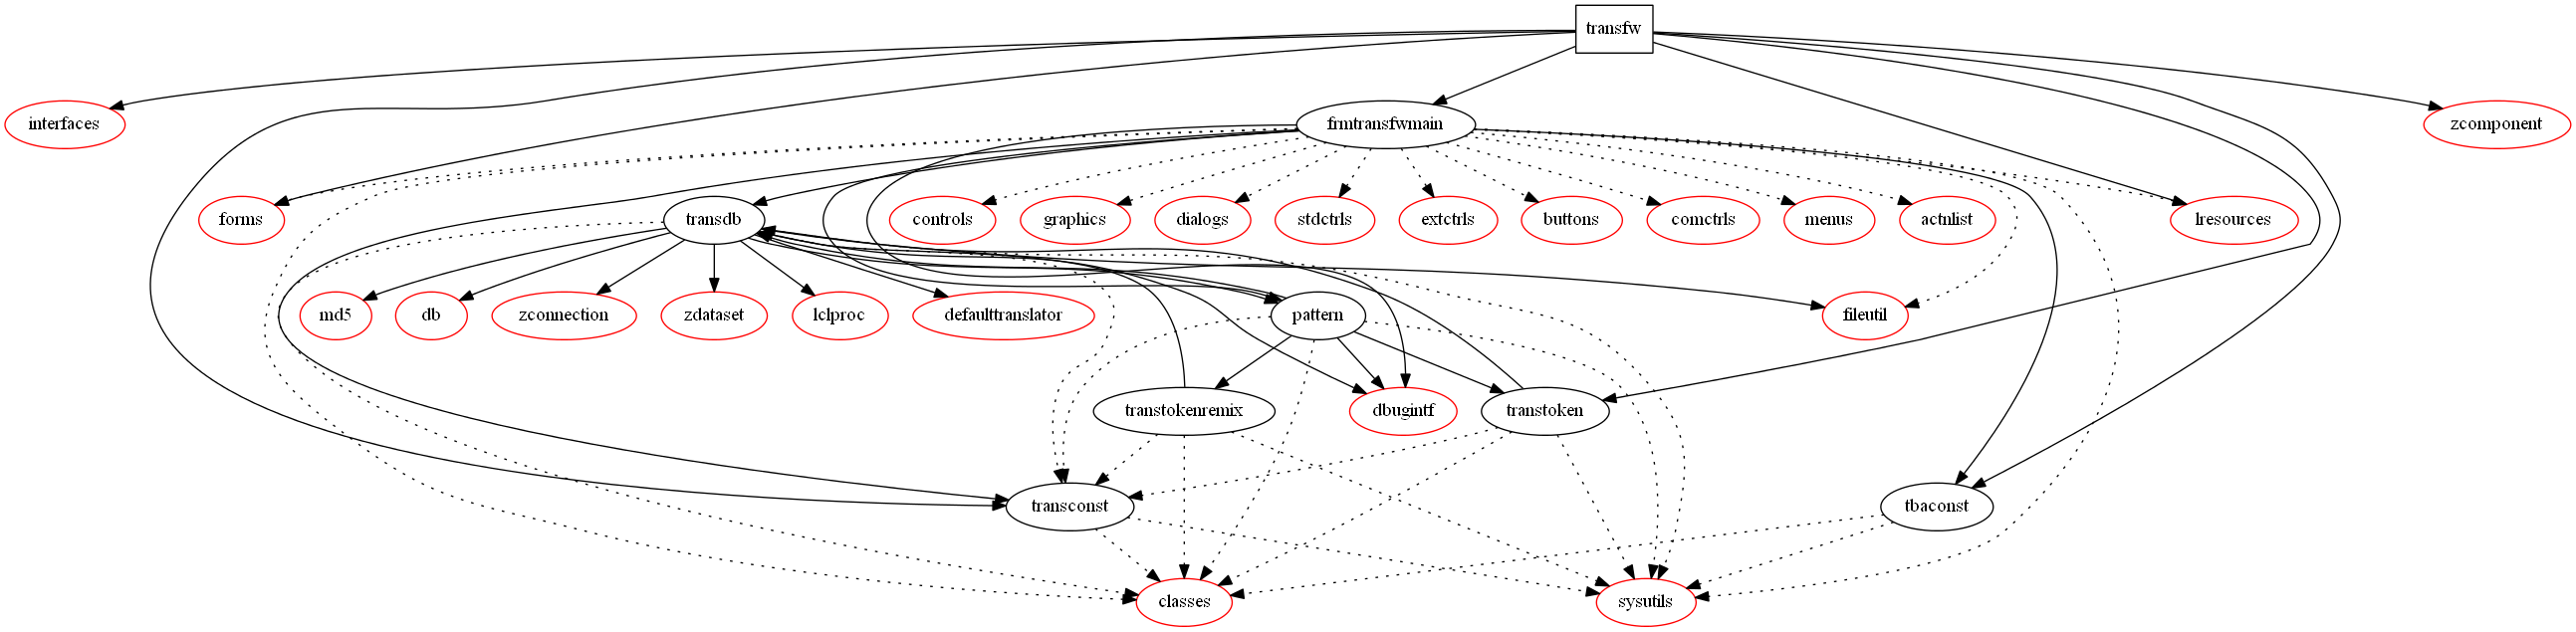 transfw
interfaces
frmtransfwmain
zcomponent
forms
transdb
controls
graphics
dialogs
stdctrls
extctrls
buttons
comctrls
menus
actnlist
lresources
md5
db
zconnection
zdataset
lclproc
defaulttranslator
pattern
fileutil
transtokenremix
dbugintf
transtoken
transconst
tbaconst
classes
sysutils